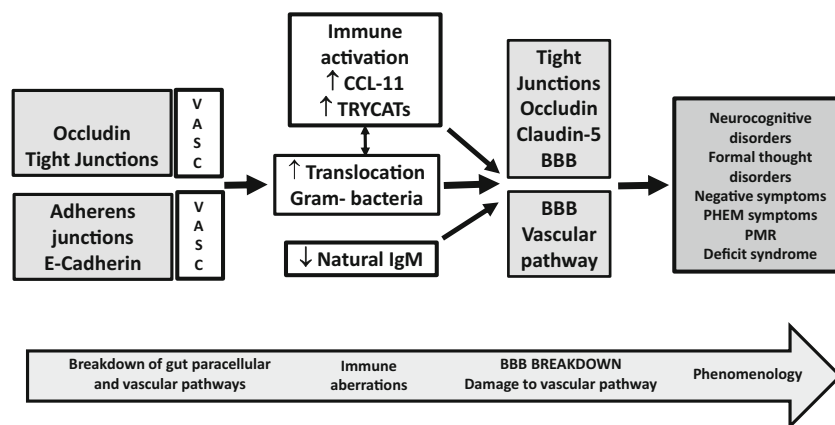 Occludin
Tight Junctions
V
A
S
C
Adherens
junctions
E-Cadherin
V
A
S
C
Immune
activation
↑ CCL-11
↑ TRYCATs
↑ Translocation
Gram- bacteria
↓ Natural IgM
Tight
Junctions
Occludin
Claudin-5
BBB
BBB
Vascular
pathway
Neurocognitive
disorders
Formal thought
disorders
Negative symptoms
PHEM symptoms
PMR
Deficit syndrome
Breakdown of gut paracellular
and vascular pathways
Immune
aberrations
BBB BREAKDOWN
Damage to vascular pathway
Phenomenology